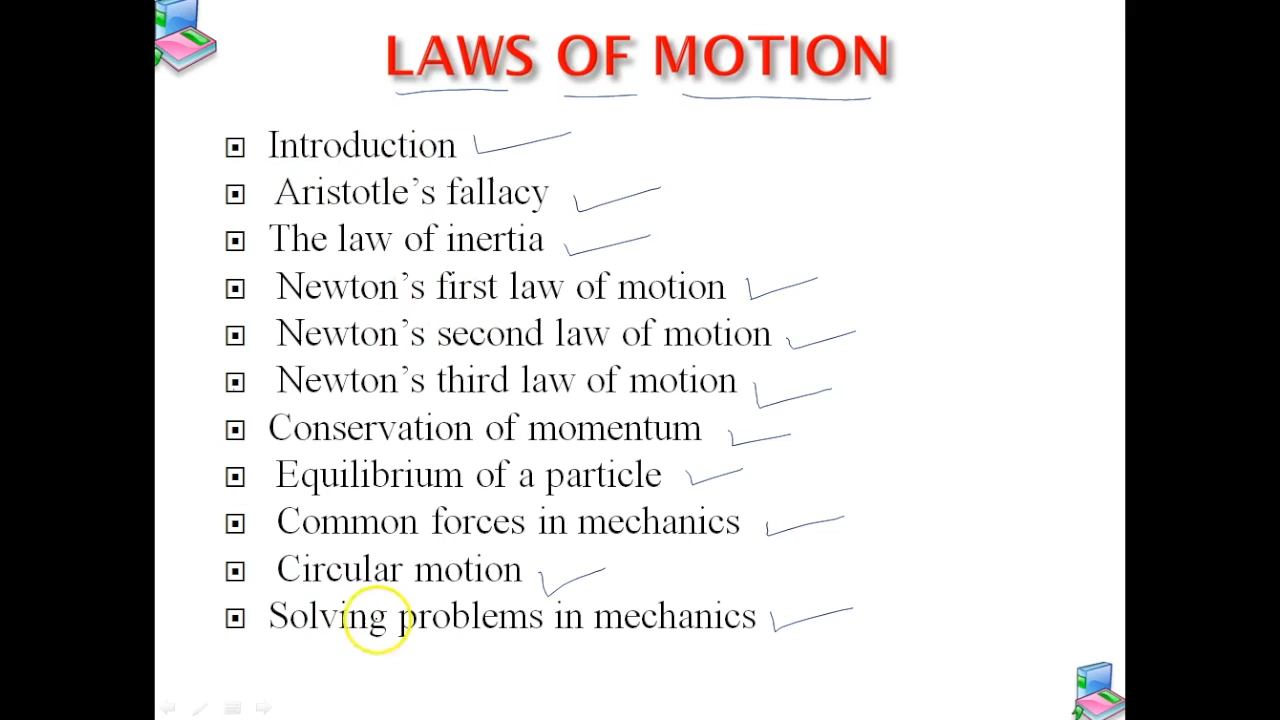 LAWS OF MOTION
Introduction
Aristotle’s fallacy
The law of inertia
Newton’s first law of motion
Newton’s second law of motion
Newton’s third law of motion
Conservation of momentum
Equilibrium of a particle
Common forces in mechanics
Circular motion
Solving problems in mechanics